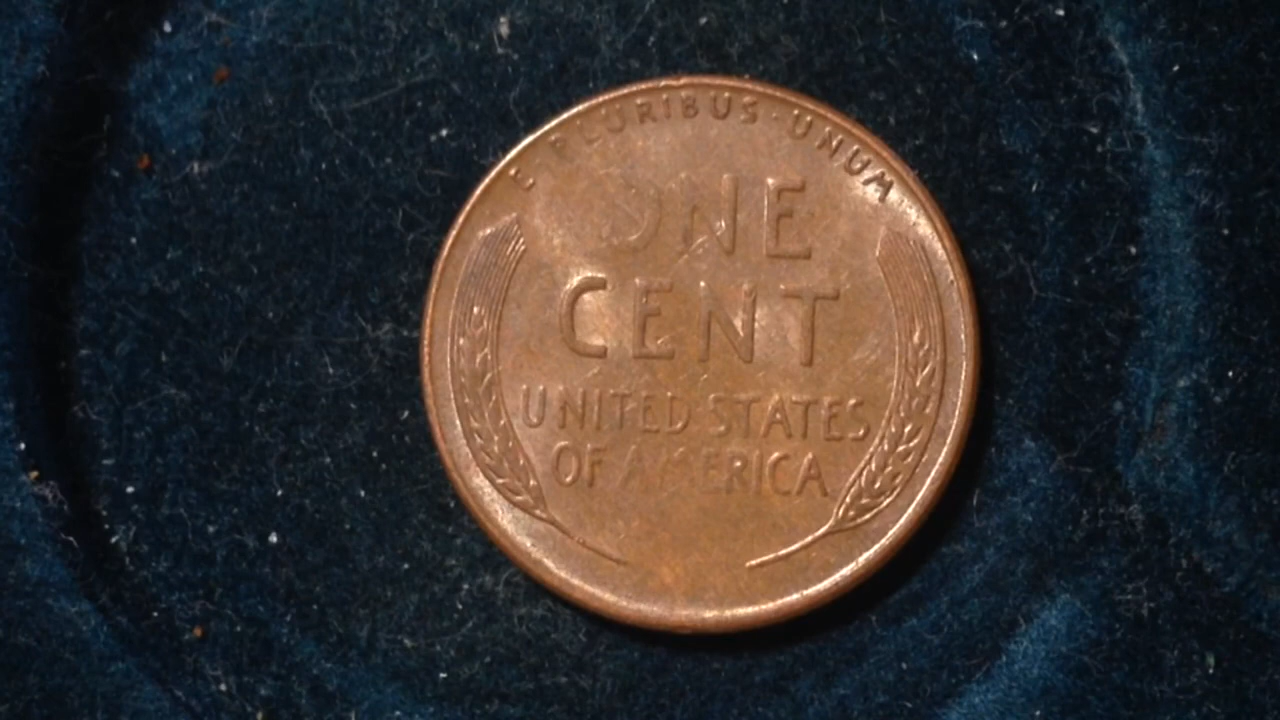 E·PLURIBUS·UNUM
ONE
CENT
UNITED STATES
OF AMERICA